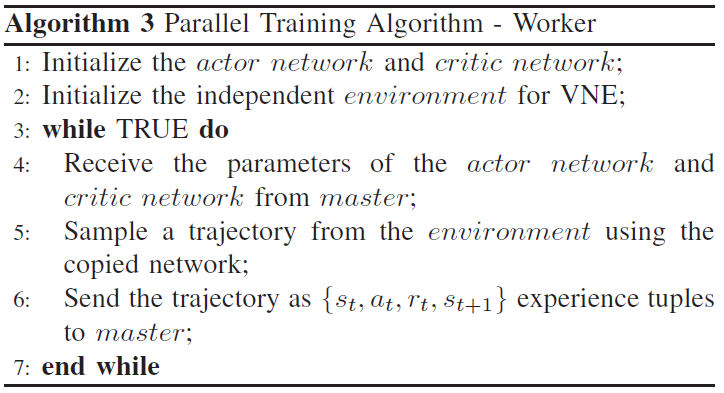 Algorithm 3 Parallel Training Algorithm - Worker
1: Initialize the actor network and critic network;
2: Initialize the independent environment for VNE;
3: while TRUE do
4: Receive the parameters of the actor network and
critic network from master;
5: Sample a trajectory from the environment using the
copied network;
6: Send the trajectory as {s_t, a_t, r_t, s_{t+1}} experience tuples
to master;
7: end while